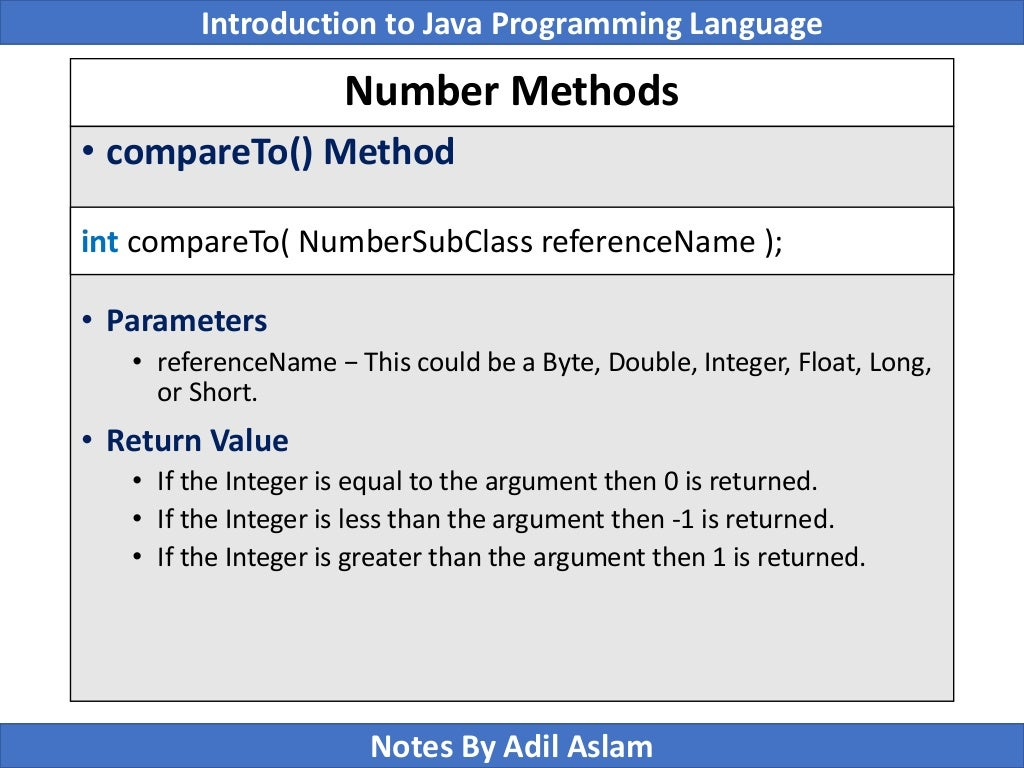 Introduction to Java Programming Language
Number Methods
• compareTo() Method
int compareTo( NumberSubClass referenceName );
• Parameters
• referenceName − This could be a Byte, Double, Integer, Float, Long,
or Short.
• Return Value
• If the Integer is equal to the argument then 0 is returned.
• If the Integer is less than the argument then -1 is returned.
• If the Integer is greater than the argument then 1 is returned.
Notes By Adil Aslam